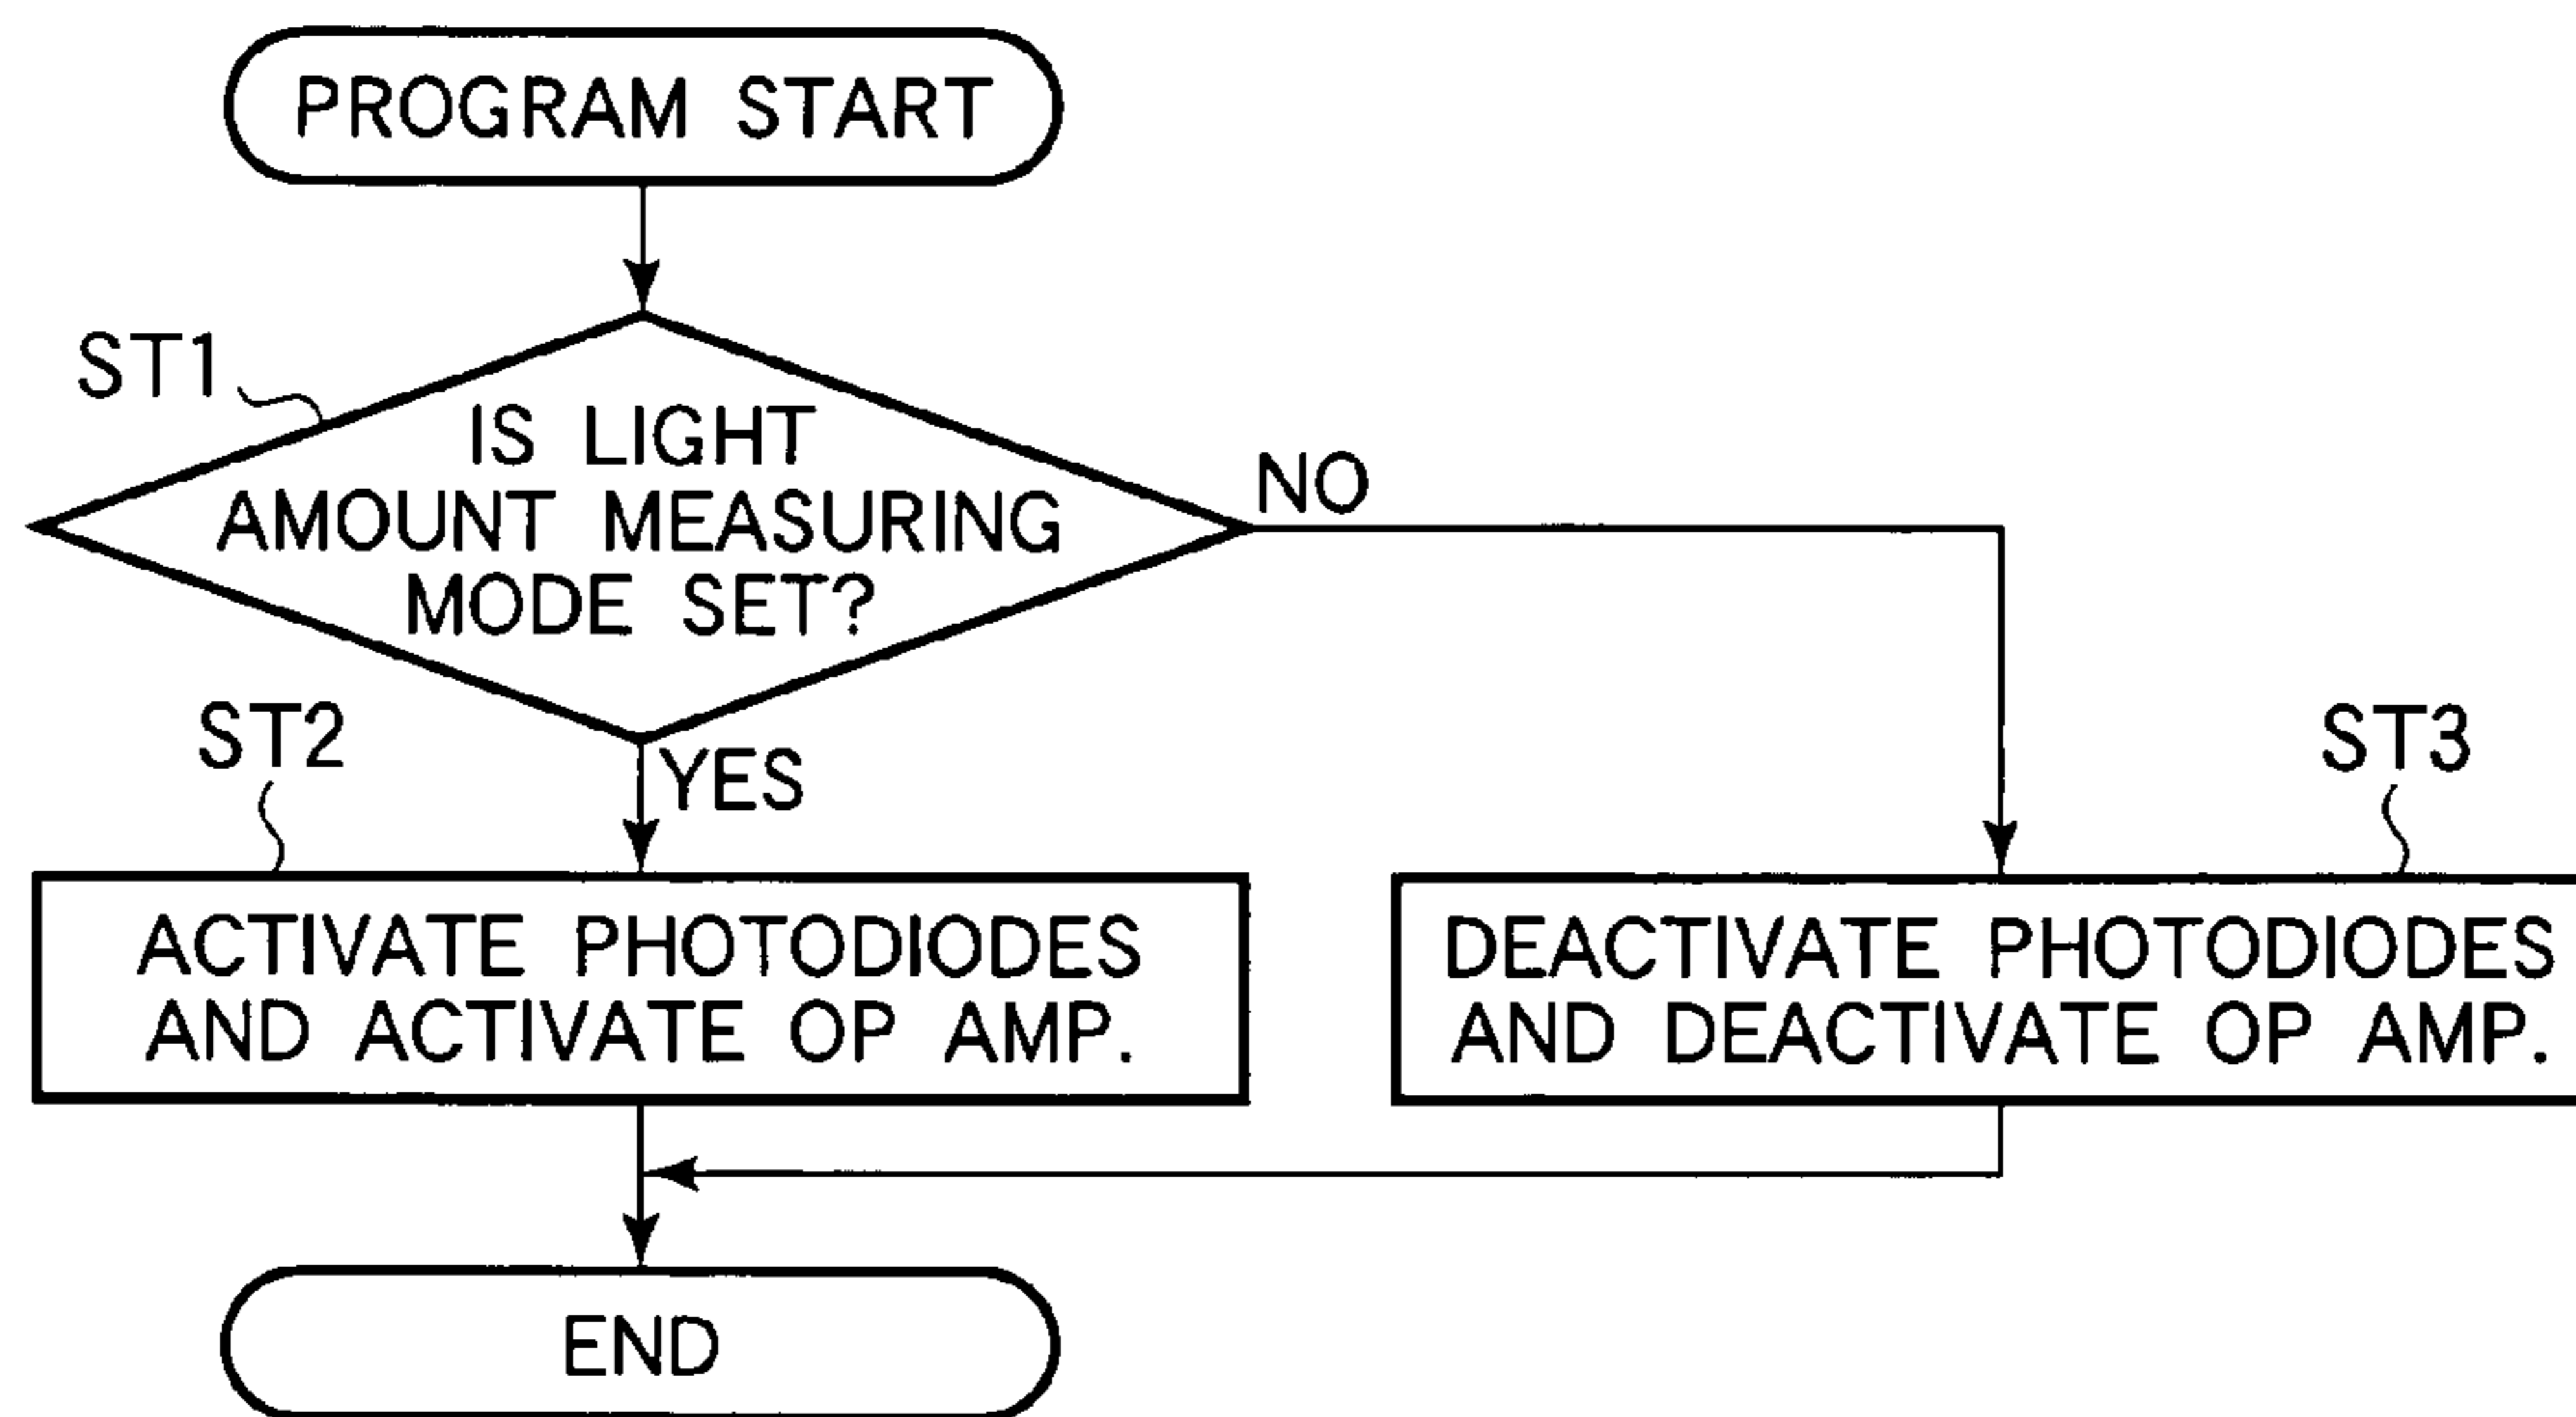 PROGRAM START
ST1
IS LIGHT
AMOUNT MEASURING
MODE SET?
NO
YES
ST2
ACTIVATE PHOTODIODES
AND ACTIVATE OP AMP.
ST3
DEACTIVATE PHOTODIODES
AND DEACTIVATE OP AMP.
END